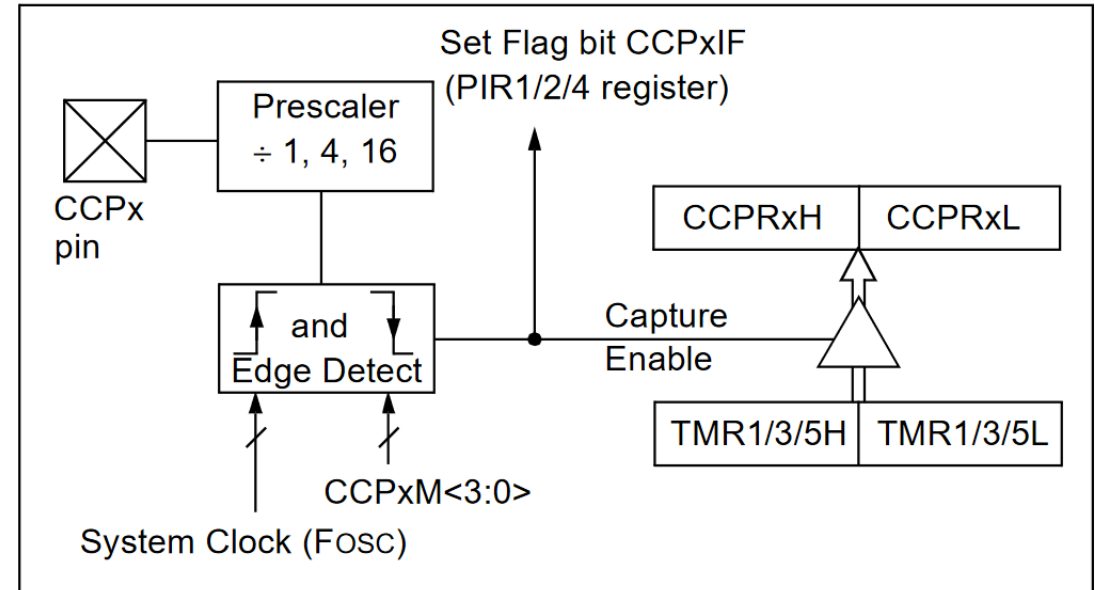 Set Flag bit CCPxIF
(PIR1/2/4 register)
Prescaler
÷ 1, 4, 16
CCPx
pin
CCPRxH
CCPRxL
and
Edge Detect
Capture
Enable
TMR1/3/5H
TMR1/3/5L
CCPxM<3:0>
System Clock (FOSC)